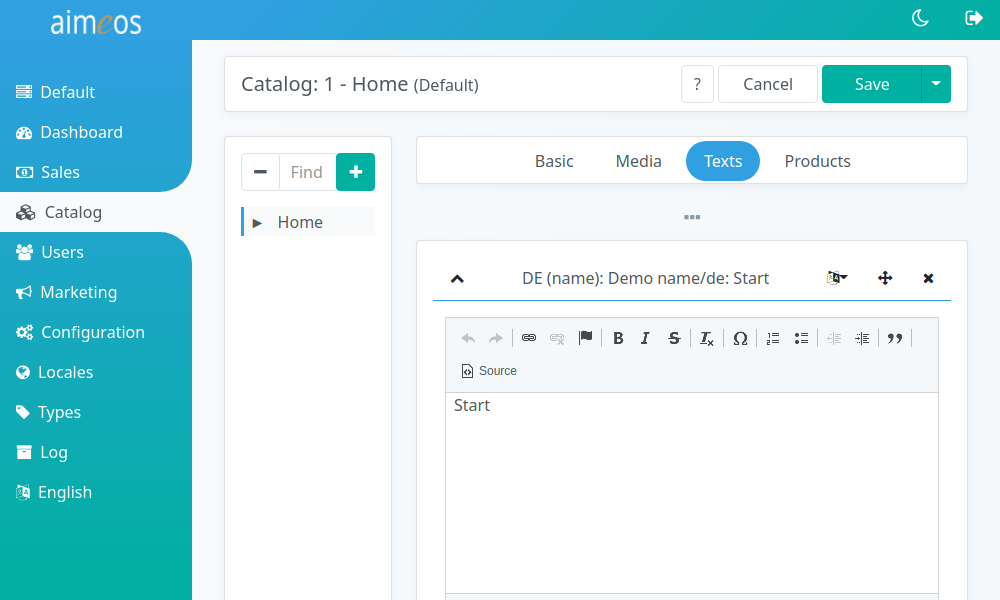 aimeos
Default
Dashboard
Sales
Catalog
Users
Marketing
Configuration
Locales
Types
Log
English
Catalog: 1 - Home (Default)
? Cancel Save
Find
Home
Basic Media Texts Products
DE (name): Demo name/de: Start
Source
Start